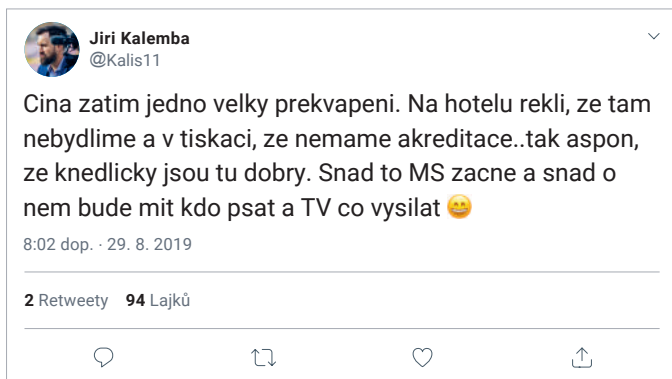 Jiri Kalemba
@Kalis11
Cina zatim jedno velky prekvapeni. Na hotelu rekli, ze tam
nebydlime a v tiskaci, ze nemame akreditace..tak aspon,
ze knedlicky jsou tu dobry. Snad to MS zacne a snad o
nem bude mit kdo psat a TV co vysilat 😄
8:02 dop. · 29. 8. 2019
2 Retweety 94 Lajků